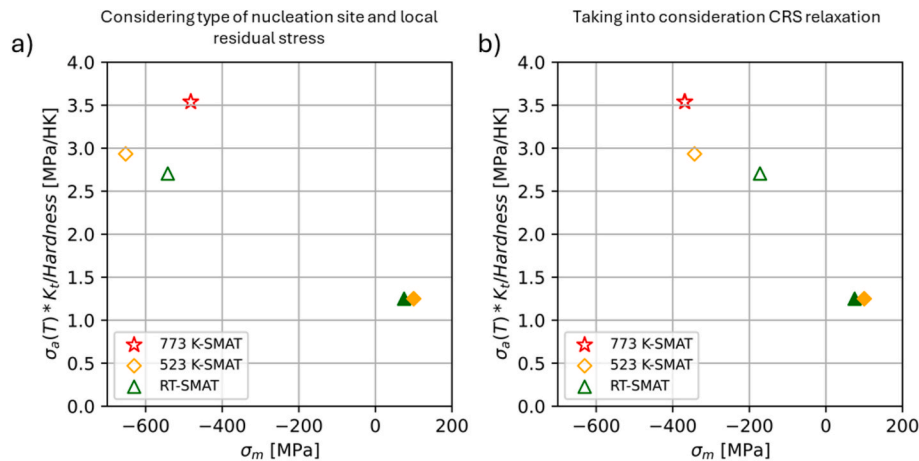 Considering type of nucleation site and local
residual stress
a)
4.0
3.5
3.0
2.5
2.0
1.5
1.0
0.5
0.0
σa(T) * Kt/Hardness [MPa/HK]
773 K-SMAT
523 K-SMAT
RT-SMAT
−600 −400 −200 0 200
σm [MPa]
Taking into consideration CRS relaxation
b)
4.0
3.5
3.0
2.5
2.0
1.5
1.0
0.5
0.0
σa(T) * Kt/Hardness [MPa/HK]
773 K-SMAT
523 K-SMAT
RT-SMAT
−600 −400 −200 0 200
σm [MPa]